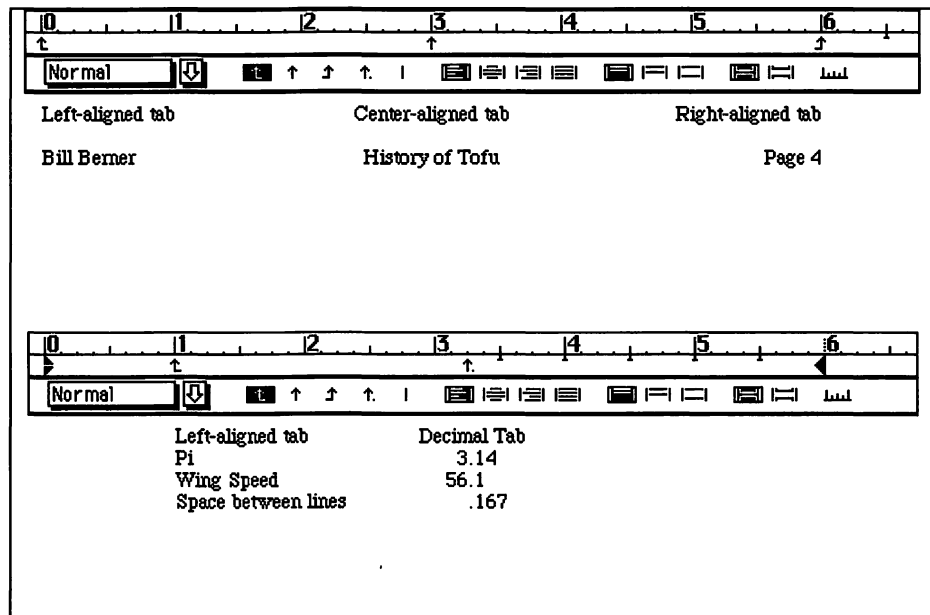 0 1 2 3 4 5 6
Normal
Left-aligned tab Center-aligned tab Right-aligned tab
Bill Berner History of Tofu Page 4
0 1 2 3 4 5 6
Normal
Left-aligned tab Decimal Tab
Pi 3.14
Wing Speed 56.1
Space between lines .167